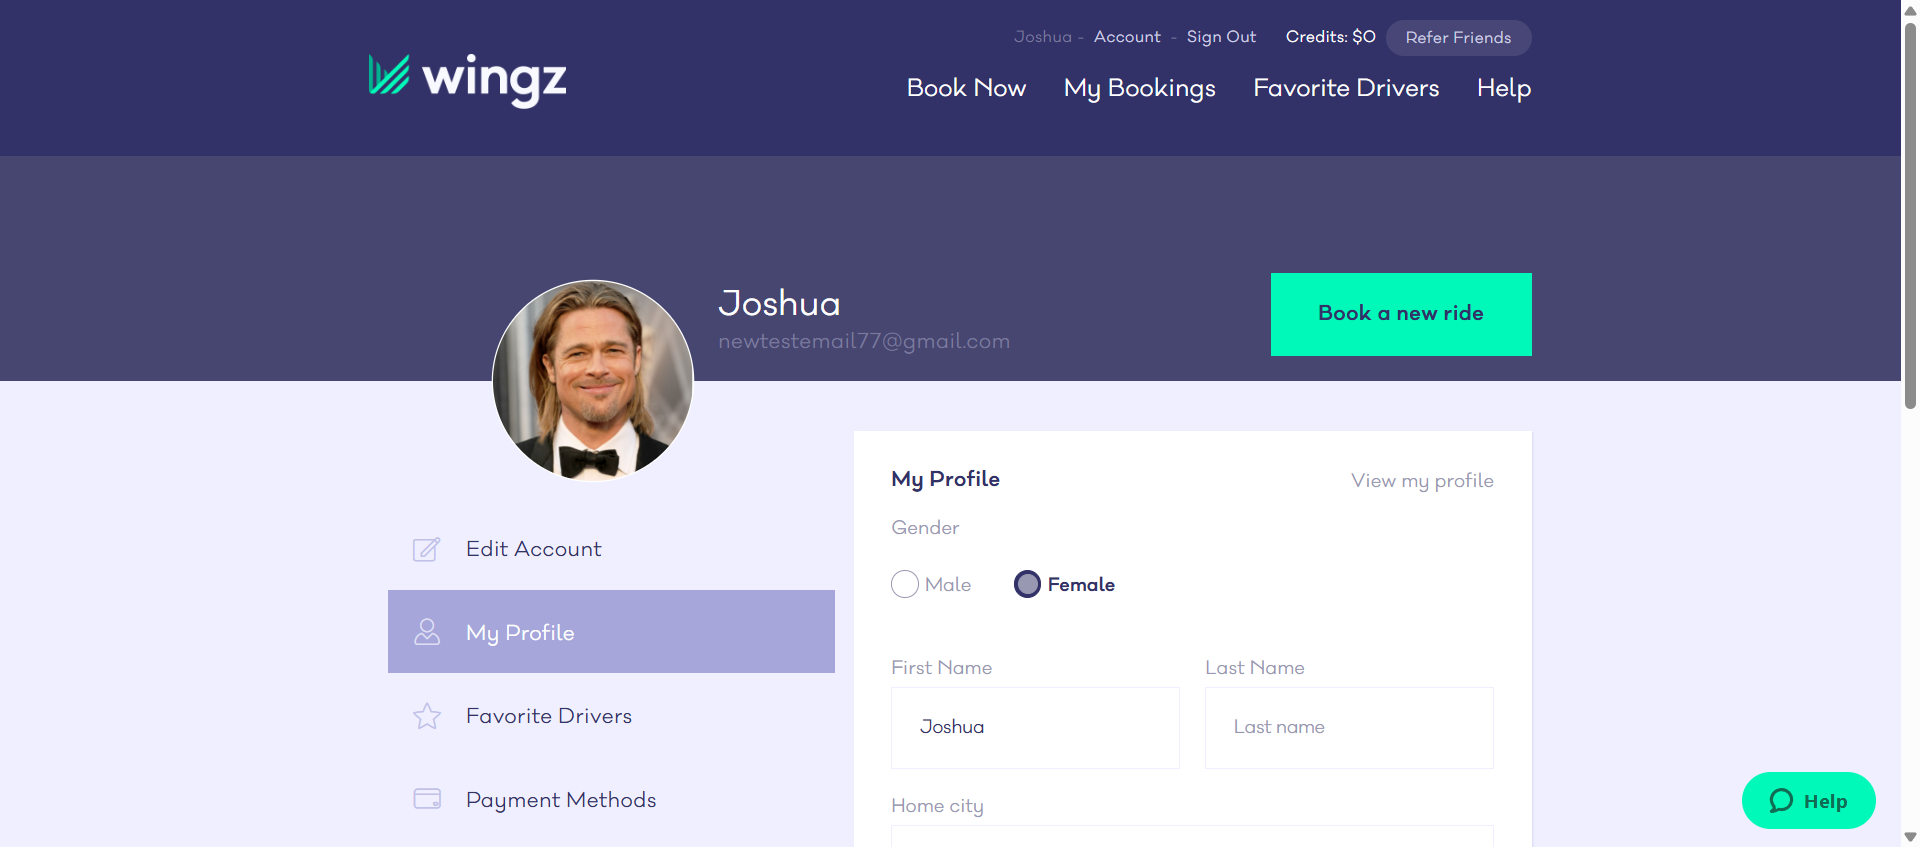 Joshua - Account - Sign Out Credits: $0 Refer Friends
wingz
Book Now My Bookings Favorite Drivers Help
Joshua
newtestemail77@gmail.com
Book a new ride
Edit Account
My Profile
Favorite Drivers
Payment Methods
My Profile
View my profile
Gender
Male Female
First Name Last Name
Joshua Last name
Home city
Help